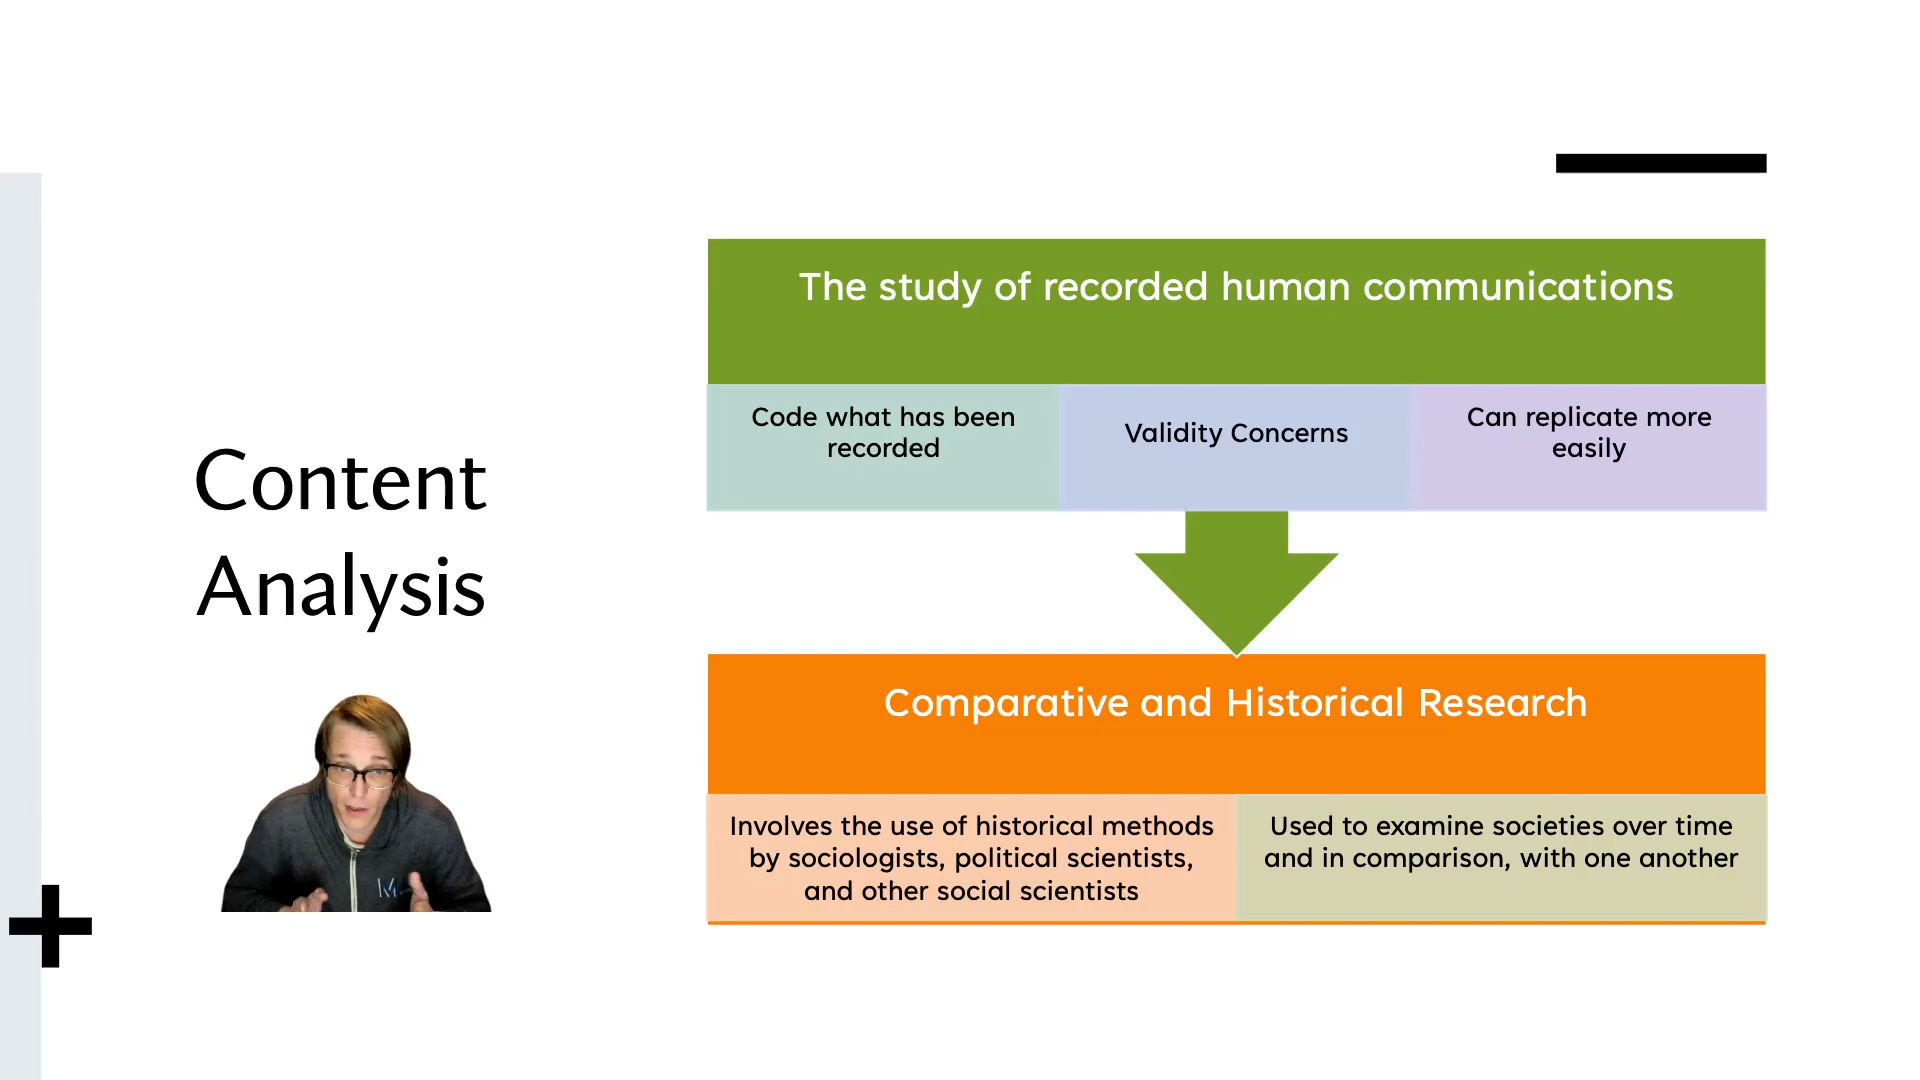 Content
Analysis
The study of recorded human communications
Code what has been
recorded
Validity Concerns
Can replicate more
easily
Comparative and Historical Research
Involves the use of historical methods
by sociologists, political scientists,
and other social scientists
Used to examine societies over time
and in comparison, with one another